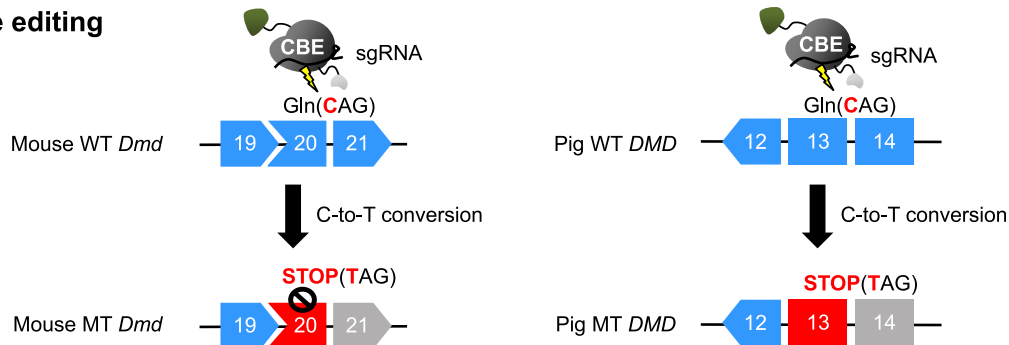 e editing
CBE
sgRNA
Gln(CAG)
Mouse WT Dmd
19
20
21
C-to-T conversion
STOP(TAG)
Mouse MT Dmd
19
20
21
CBE
sgRNA
Gln(CAG)
Pig WT DMD
12
13
14
C-to-T conversion
STOP(TAG)
Pig MT DMD
12
13
14